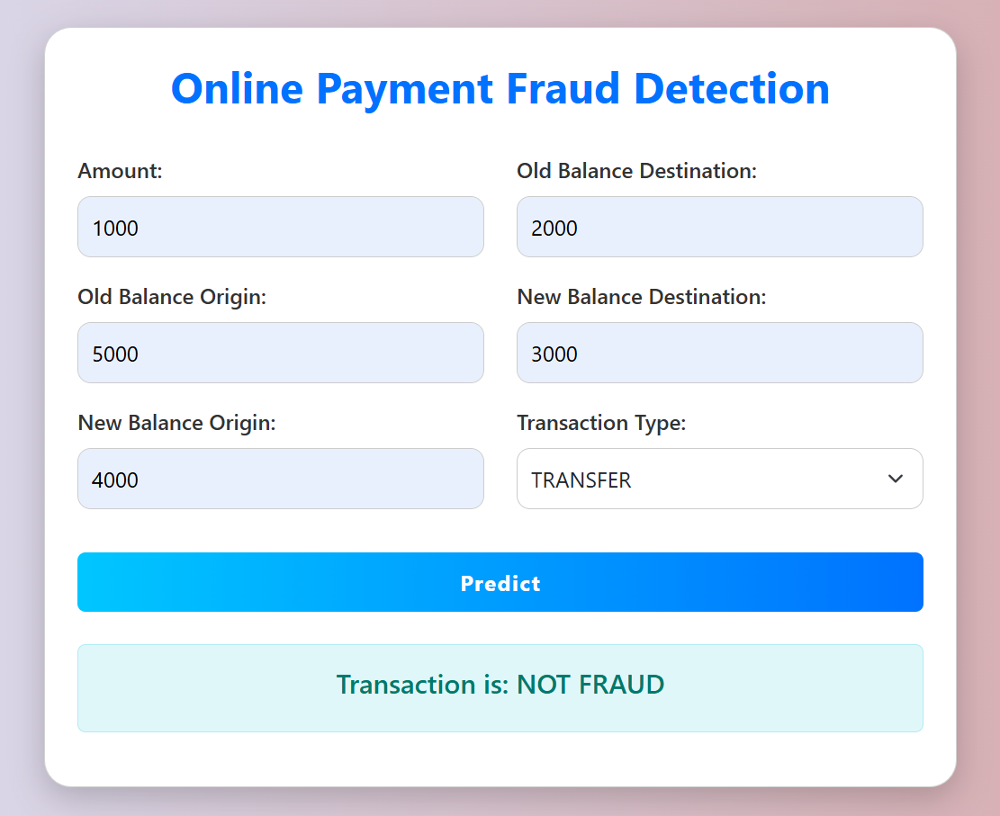 Online Payment Fraud Detection
Amount:
1000
Old Balance Destination:
2000
Old Balance Origin:
5000
New Balance Destination:
3000
New Balance Origin:
4000
Transaction Type:
TRANSFER
Predict
Transaction is: NOT FRAUD